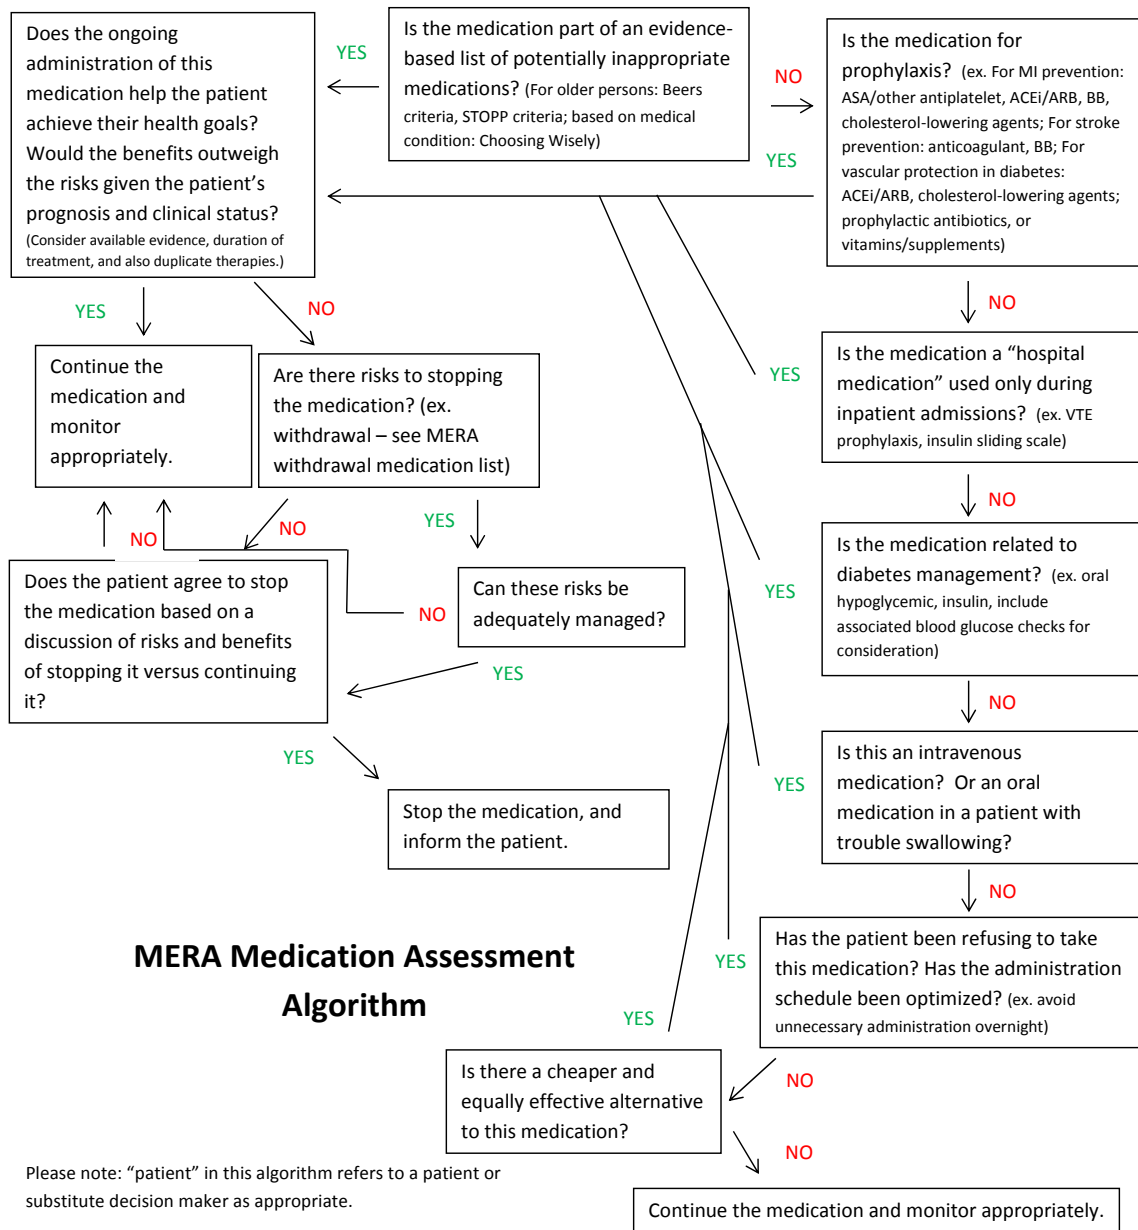 Does the ongoing
administration of this
medication help the patient
achieve their health goals?
Would the benefits outweigh
the risks given the patient’s
prognosis and clinical status?
(Consider available evidence, duration of
treatment, and also duplicate therapies.)
YES
Is the medication part of an evidence-
based list of potentially inappropriate
medications? (For older persons: Beers
criteria, STOPP criteria; based on medical
condition: Choosing Wisely)
NO
YES
Is the medication for
prophylaxis? (ex. For MI prevention:
ASA/other antiplatelet, ACEi/ARB, BB,
cholesterol-lowering agents; For stroke
prevention: anticoagulant, BB; For
vascular protection in diabetes:
ACEi/ARB, cholesterol-lowering agents;
prophylactic antibiotics, or
vitamins/supplements)
YES
NO
NO
Continue the
medication and
monitor
appropriately.
Are there risks to stopping
the medication? (ex.
withdrawal – see MERA
withdrawal medication list)
YES
Is the medication a “hospital
medication” used only during
inpatient admissions? (ex. VTE
prophylaxis, insulin sliding scale)
NO
NO
YES
NO
Does the patient agree to stop
the medication based on a
discussion of risks and benefits
of stopping it versus continuing
it?
NO
Can these risks be
adequately managed?
YES
YES
Is the medication related to
diabetes management? (ex. oral
hypoglycemic, insulin, include
associated blood glucose checks for
consideration)
NO
YES
Stop the medication, and
inform the patient.
YES
Is this an intravenous
medication? Or an oral
medication in a patient with
trouble swallowing?
NO
MERA Medication Assessment
Algorithm
YES
Has the patient been refusing to take
this medication? Has the administration
schedule been optimized? (ex. avoid
unnecessary administration overnight)
YES
NO
Is there a cheaper and
equally effective alternative
to this medication?
NO
Please note: “patient” in this algorithm refers to a patient or
substitute decision maker as appropriate.
Continue the medication and monitor appropriately.